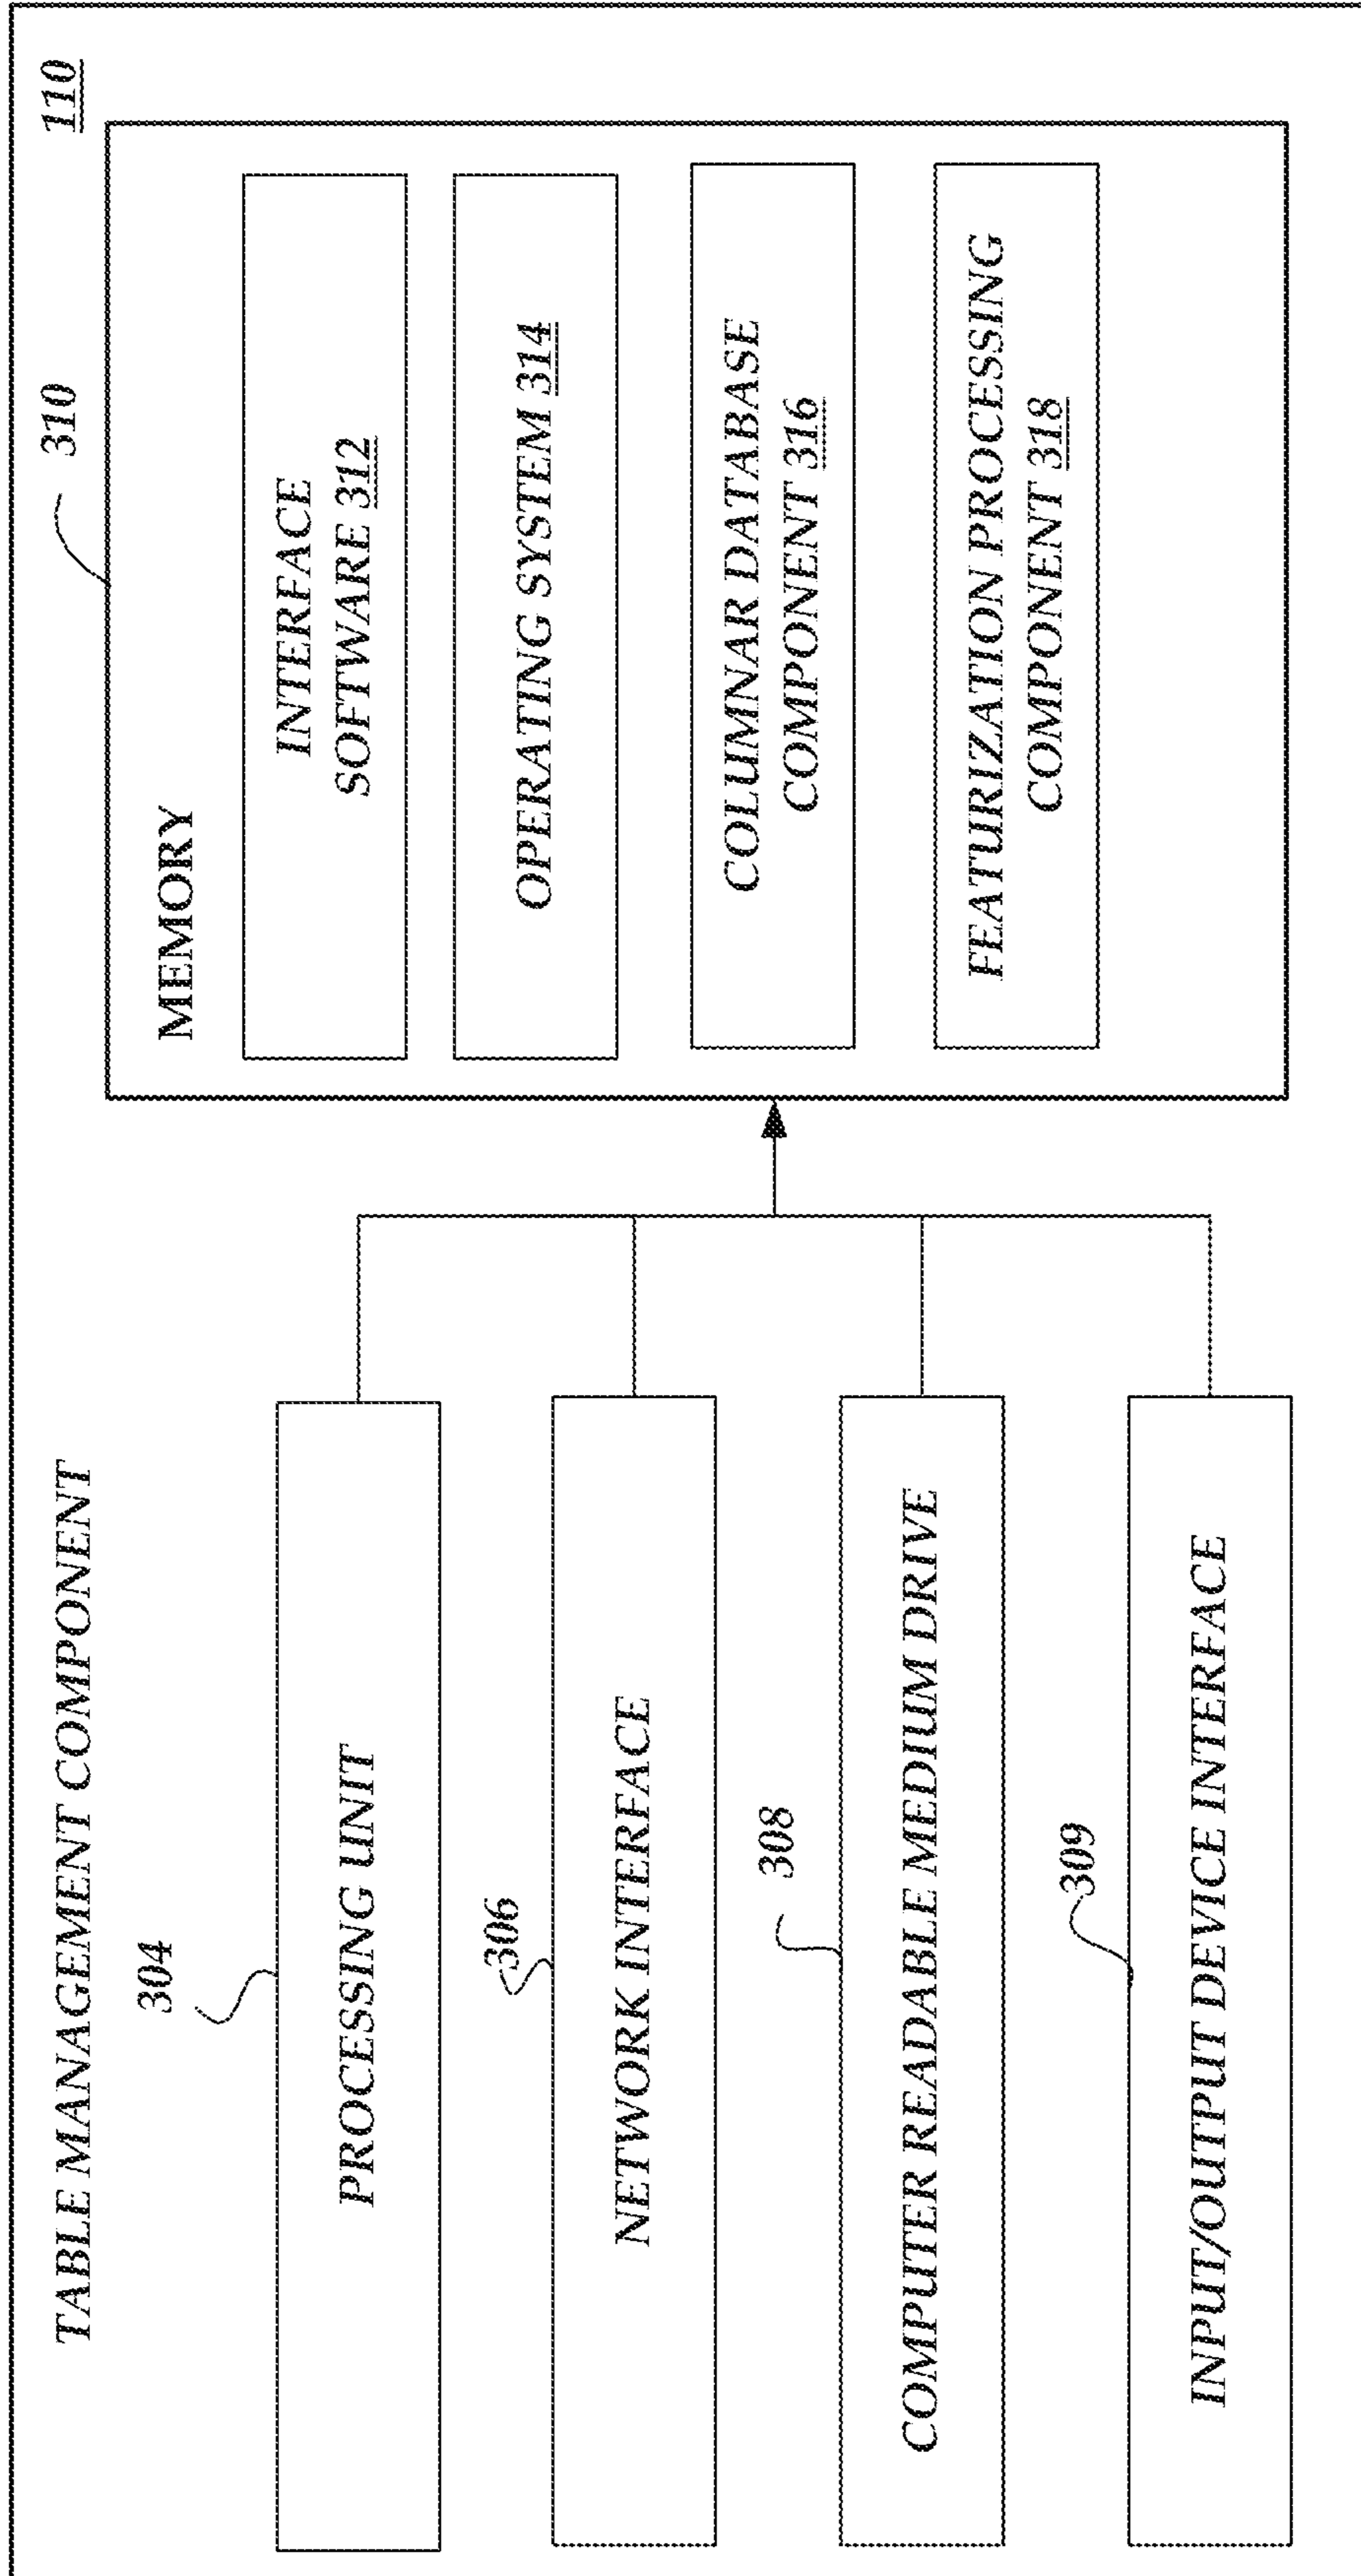 TABLE MANAGEMENT COMPONENT
110
304
PROCESSING UNIT
306
NETWORK INTERFACE
308
COMPUTER READABLE MEDIUM DRIVE
309
INPUT/OUTPUT DEVICE INTERFACE
310
MEMORY
INTERFACE
SOFTWARE 312
OPERATING SYSTEM 314
COLUMNAR DATABASE
COMPONENT 316
FEATURIZATION PROCESSING
COMPONENT 318